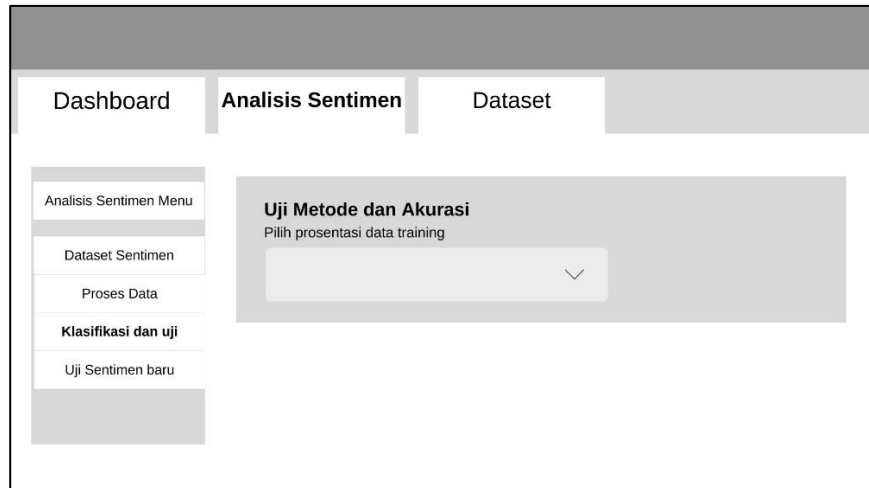 Dashboard
Analisis Sentimen
Dataset
Analisis Sentimen Menu
Dataset Sentimen
Proses Data
Klasifikasi dan uji
Uji Sentimen baru
Uji Metode dan Akurasi
Pilih prosentasi data training